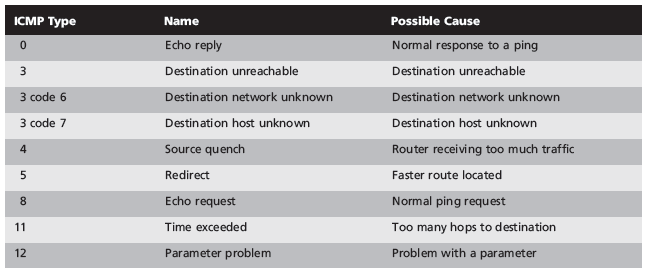 ICMP Type Name Possible Cause
0 Echo reply Normal response to a ping
3 Destination unreachable Destination unreachable
3 code 6 Destination network unknown Destination network unknown
3 code 7 Destination host unknown Destination host unknown
4 Source quench Router receiving too much traffic
5 Redirect Faster route located
8 Echo request Normal ping request
11 Time exceeded Too many hops to destination
12 Parameter problem Problem with a parameter